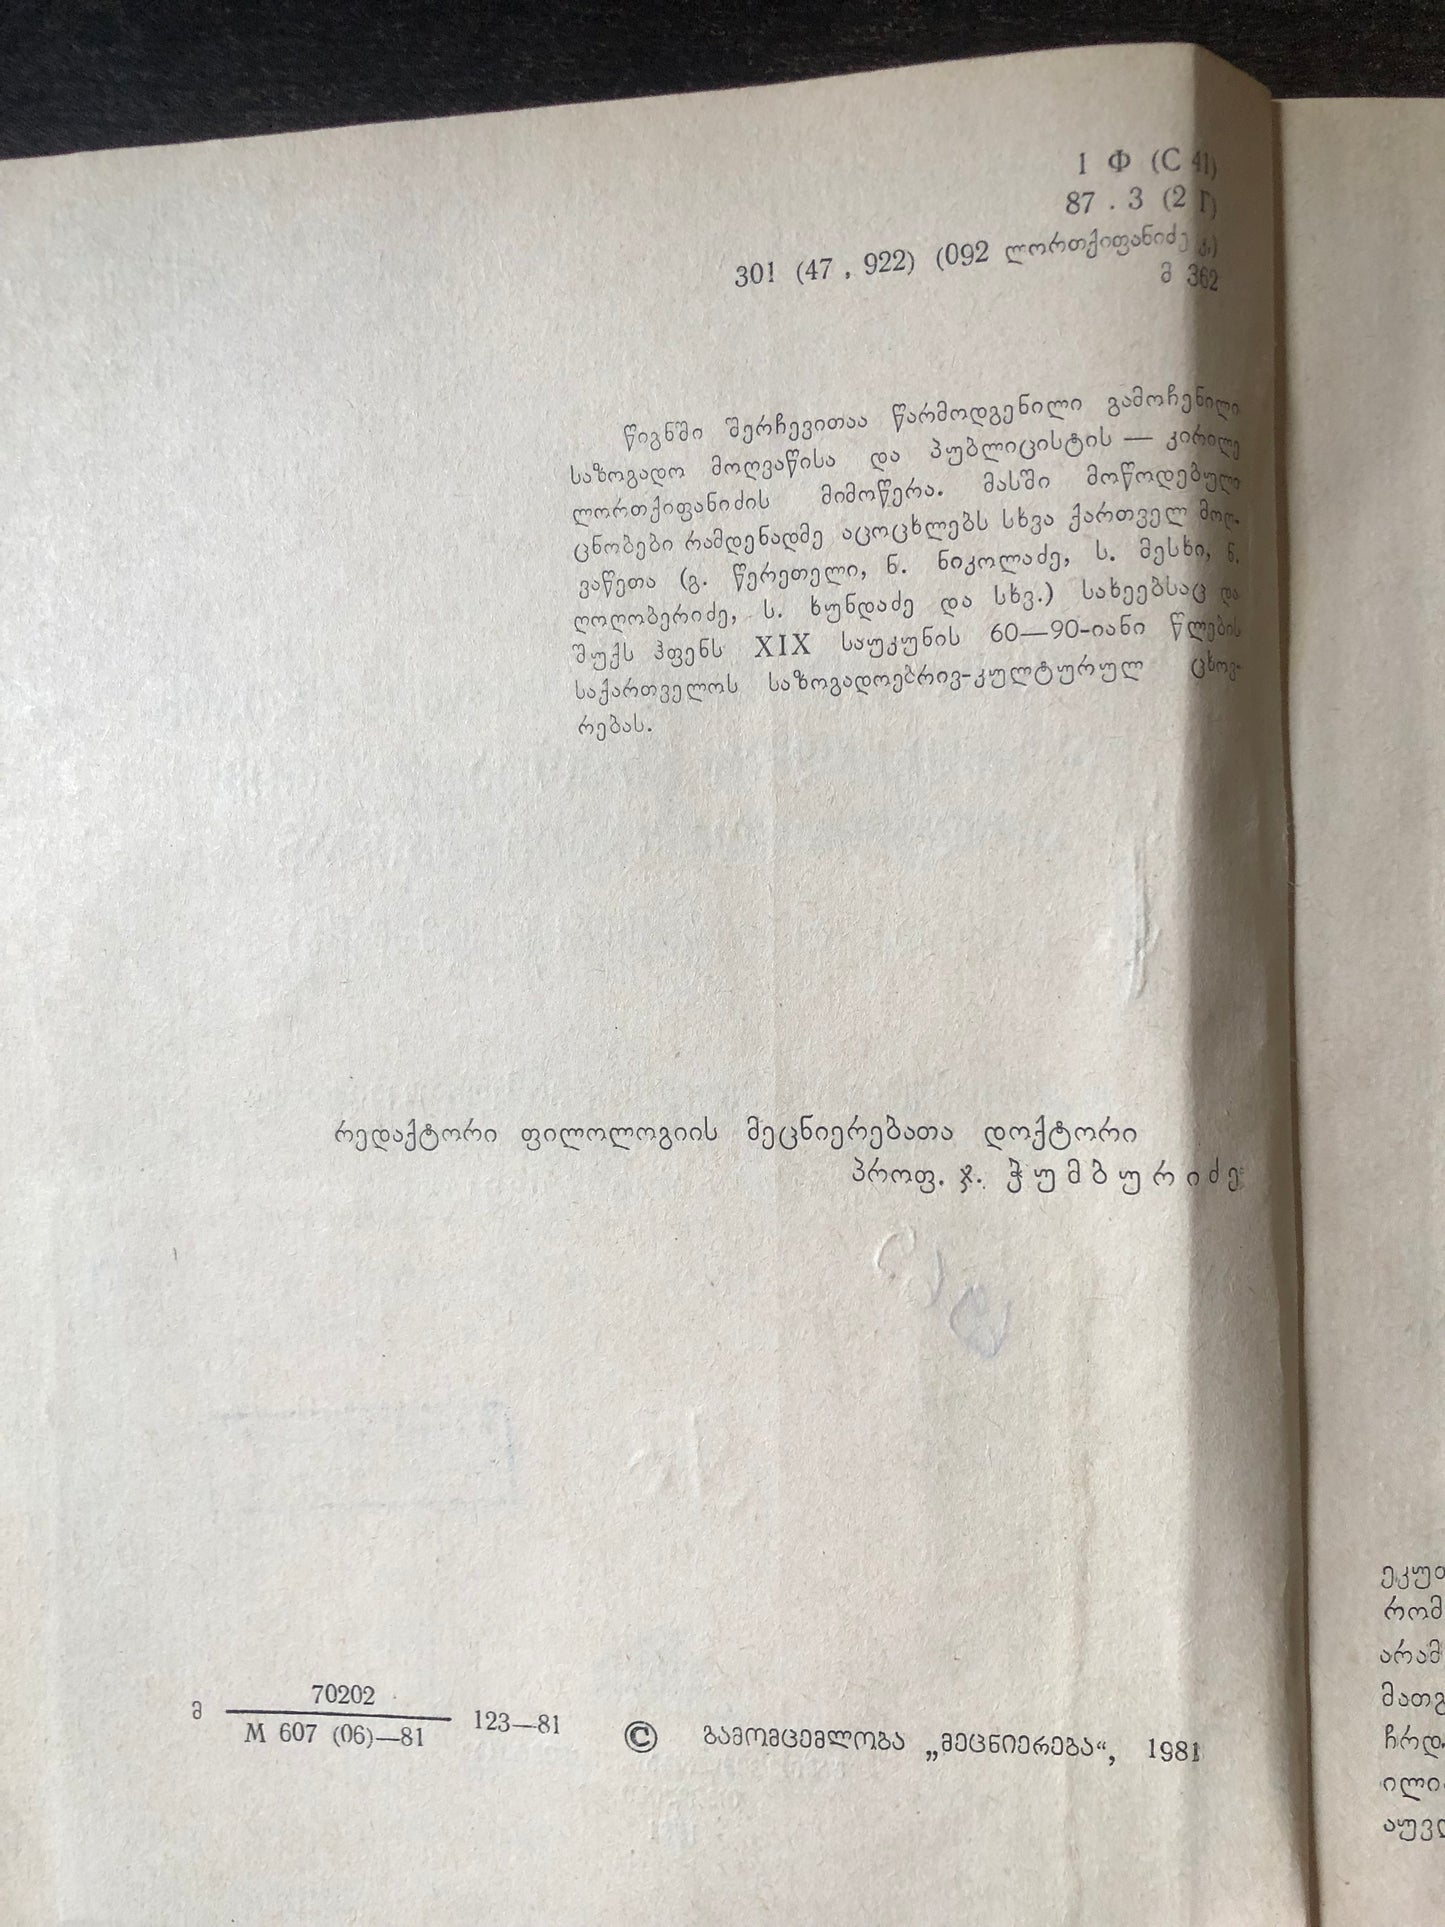 1 Ф (С 41)
87 . 3 (2 Г)
301 (47 , 922) (092 ლორთქიფანიძე კ.)
მ 362
წიგნში შერჩევითაა წარმოდგენილი გამოჩენილი
საზოგადო მოღვაწისა და პუბლიცისტის — კირილე
ლორთქიფანიძის მიმოწერა. მასში მოწოდებული
ცნობები რამდენადმე აცოცხლებს სხვა ქართველ მოღ-
ვაწეთა (გ. წერეთელი, ნ. ნიკოლაძე, ს. მესხი, ნ.
ღოღობერიძე, ს. ხუნდაძე და სხვ.) სახეებსაც და
შუქს ჰფენს XIX საუკუნის 60—90-იანი წლების
საქართველოს საზოგადოებრივ-კულტურულ ცხოვ-
რებას.
რედაქტორი ფილოლოგიის მეცნიერებათა დოქტორი
პროფ. ჯ. ჭუმბურიძე
მ 70202
М 607 (06)—81 123—81
© გამომცემლობა „მეცნიერება“, 1981
რომ